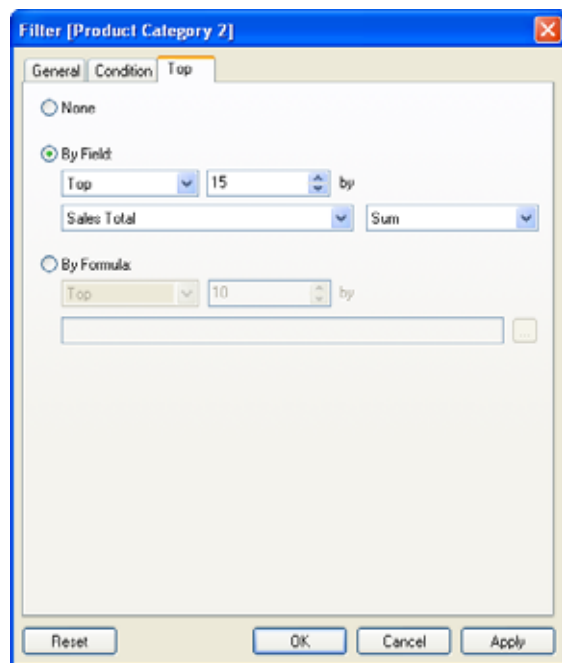 Filter [Product Category 2]
General Condition Top
None
By Field:
Top 15 by
Sales Total Sum
By Formula:
Top 10 by
...
Reset OK Cancel Apply